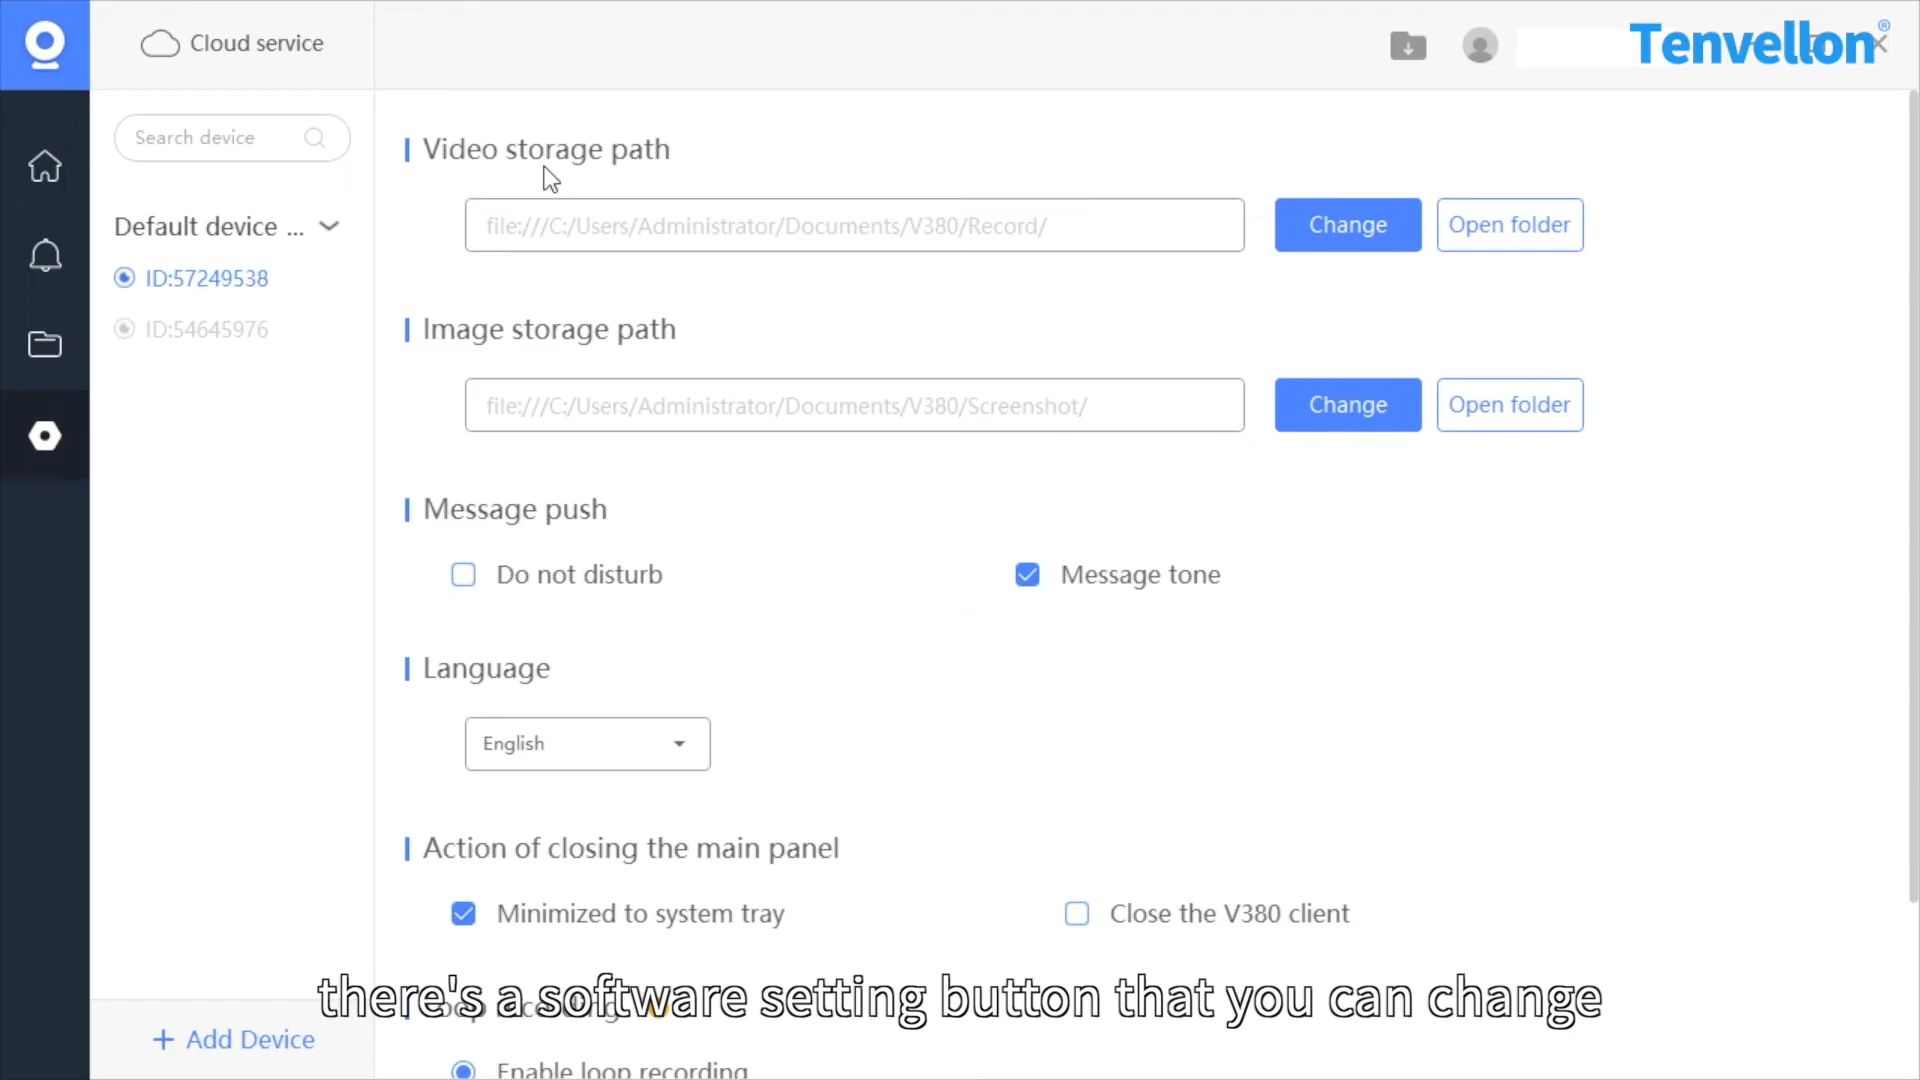 Cloud service
Tenvellon®
Search device
Video storage path
file:///C:/Users/Administrator/Documents/V380/Record/
Change
Open folder
Default device ...
ID:57249538
ID:54645976
Image storage path
file:///C:/Users/Administrator/Documents/V380/Screenshot/
Change
Open folder
Message push
Do not disturb
Message tone
Language
English
Action of closing the main panel
Minimized to system tray
Close the V380 client
there's a software setting button that you can change
Add Device
Enable loop recording